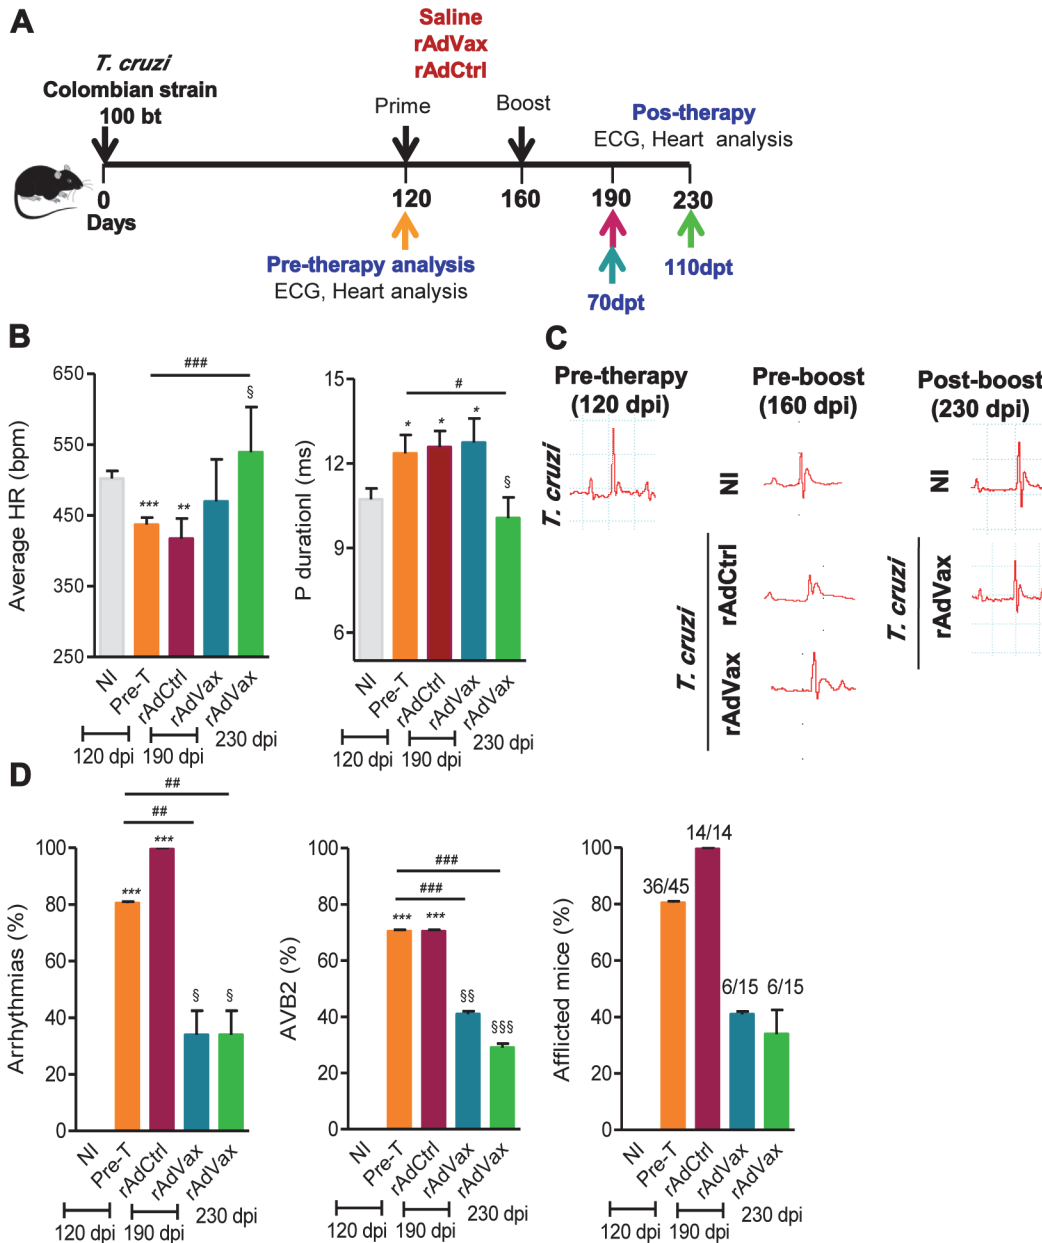 A
Saline
rAdVax
rAdCtrl
T. cruzi
Colombian strain
100 bt
Prime
Boost
Pos-therapy
ECG, Heart analysis
0
120
160
190
230
Days
Pre-therapy analysis
ECG, Heart analysis
70dpt
110dpt
B
###
§
***
**
650
550
450
350
250
Average HR (bpm)
NI
Pre-T
rAdCtrl
rAdVax
rAdVax
120 dpi
190 dpi
230 dpi
#
*
*
*
§
15
12
9
6
P durationl (ms)
NI
Pre-T
rAdCtrl
rAdVax
rAdVax
120 dpi
190 dpi
230 dpi
C
Pre-therapy
(120 dpi)
Pre-boost
(160 dpi)
Post-boost
(230 dpi)
T. cruzi
NI
NI
T. cruzi
rAdCtrl
rAdVax
T. cruzi
rAdVax
D
##
##
***
***
§
§
100
80
60
40
20
0
Arrhythmias (%)
NI
Pre-T
rAdCtrl
rAdVax
rAdVax
120 dpi
190 dpi
230 dpi
###
###
***
***
§§
§§§
100
80
60
40
20
0
AVB2 (%)
NI
Pre-T
rAdCtrl
rAdVax
rAdVax
120 dpi
190 dpi
230 dpi
14/14
36/45
6/15
6/15
100
80
60
40
20
0
Afflicted mice (%)
NI
Pre-T
rAdCtrl
rAdVax
rAdVax
120 dpi
190 dpi
230 dpi